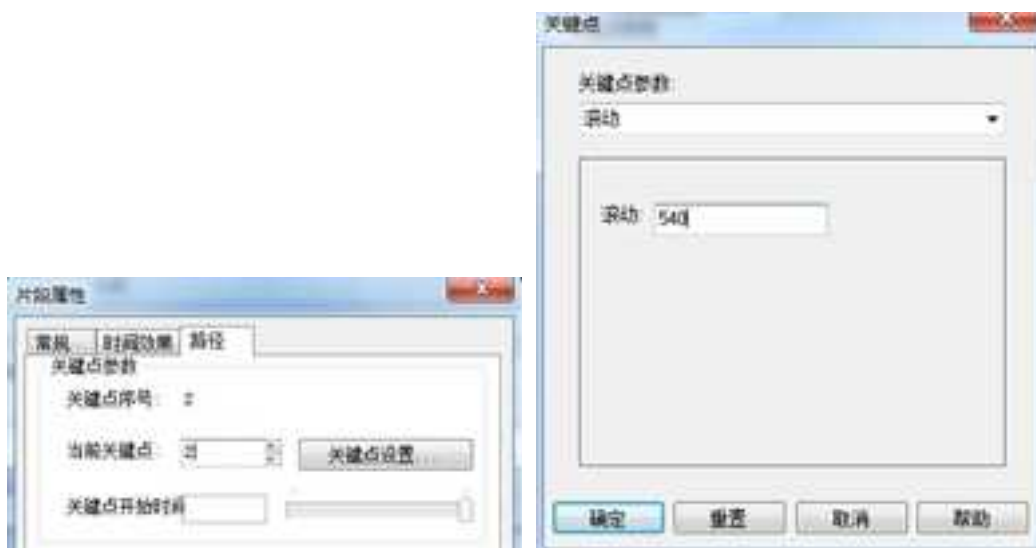 片段属性
常规 时间效果 路径
关键点参数
关键点序号: 2
当前关键点 2 关键点设置...
关键点开始时间
关键点
关键点参数
滚动
滚动 540
确定 重置 取消 帮助